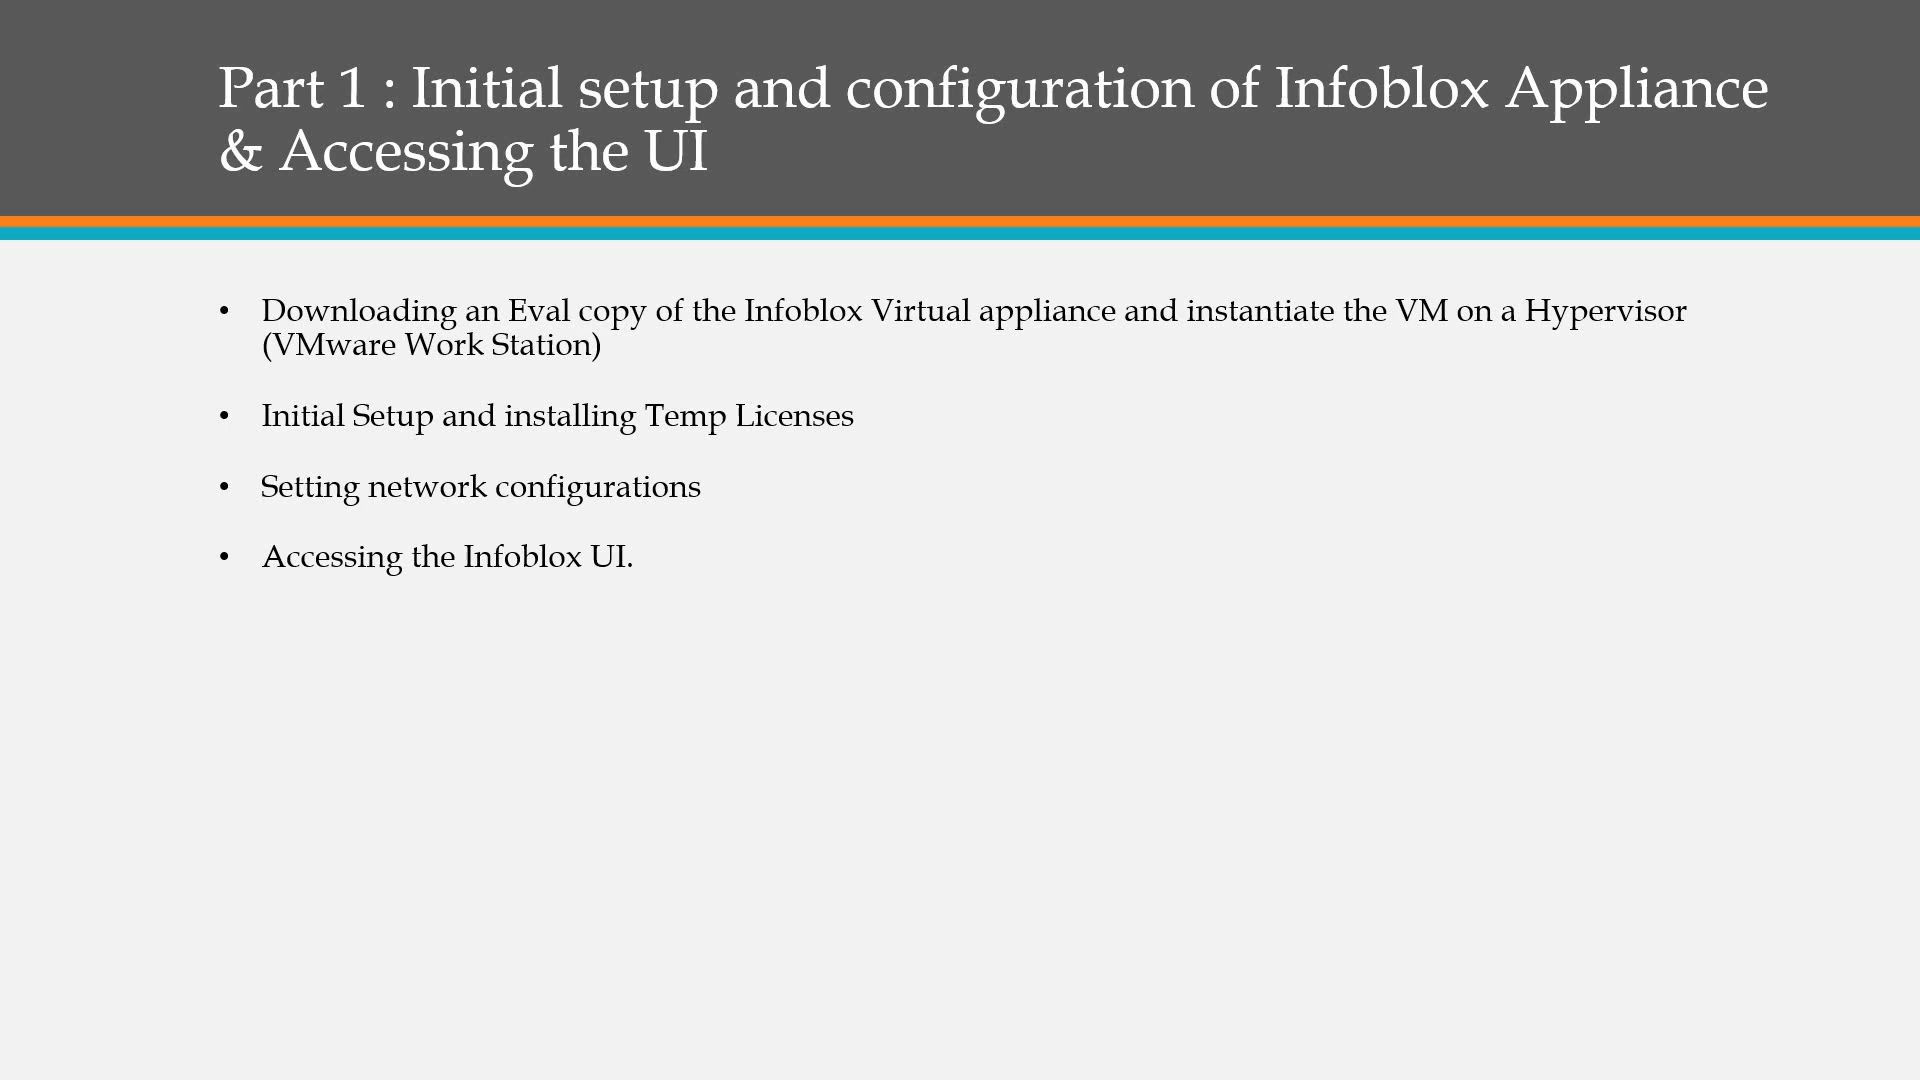 Part 1 : Initial setup and configuration of Infoblox Appliance
& Accessing the UI
• Downloading an Eval copy of the Infoblox Virtual appliance and instantiate the VM on a Hypervisor
(VMware Work Station)
• Initial Setup and installing Temp Licenses
• Setting network configurations
• Accessing the Infoblox UI.